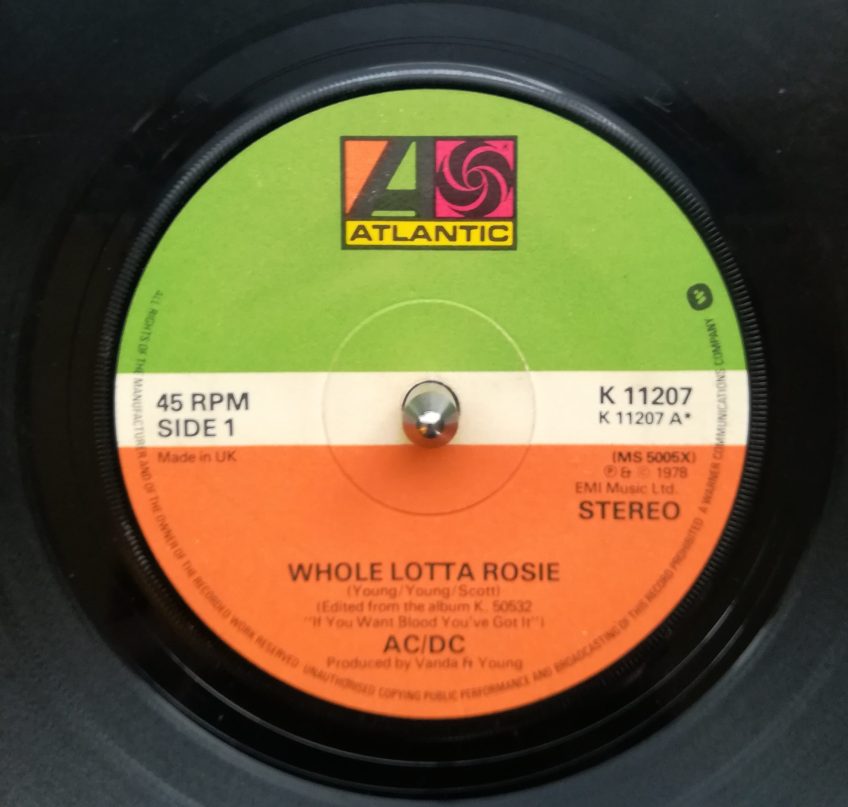 ATLANTIC
45 RPM
SIDE 1
Made in UK
K 11207
K 11207 A*
(MS 5005X)
℗ & © 1978
EMI Music Ltd.
STEREO
WHOLE LOTTA ROSIE
(Young/Young/Scott)
(Edited from the album K. 50532
"If You Want Blood You've Got It")
AC/DC
Produced by Vanda & Young
ALL RIGHTS OF THE MANUFACTURER AND OF THE OWNER OF THE RECORDED WORK RESERVED UNAUTHORISED COPYING PUBLIC PERFORMANCE AND BROADCASTING OF THIS RECORD PROHIBITED A WARNER COMMUNICATIONS COMPANY